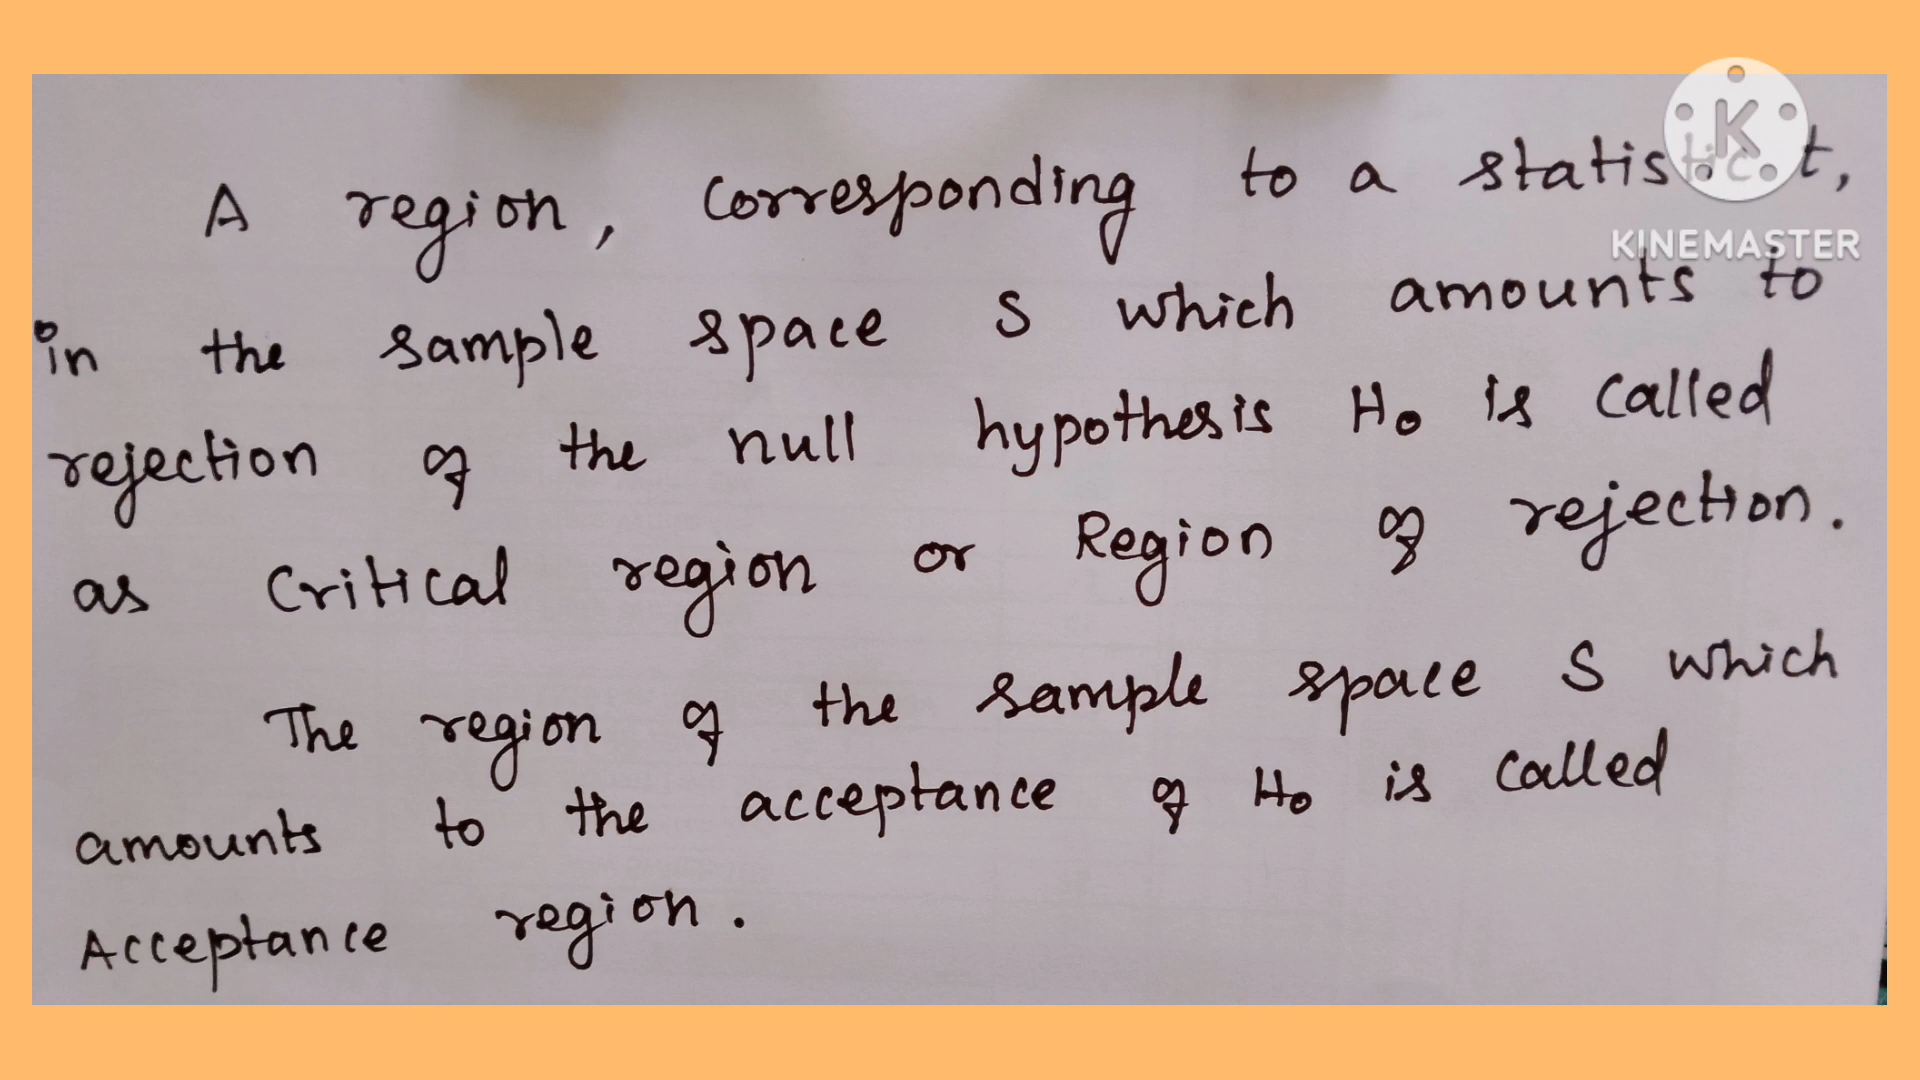 A region, corresponding to a statistic t,
K
KINEMASTER
in the sample space S which amounts to
rejection of the null hypothesis H₀ is called
as Critical region or Region of rejection.
The region of the sample space S which
amounts to the acceptance of H₀ is called
Acceptance region.